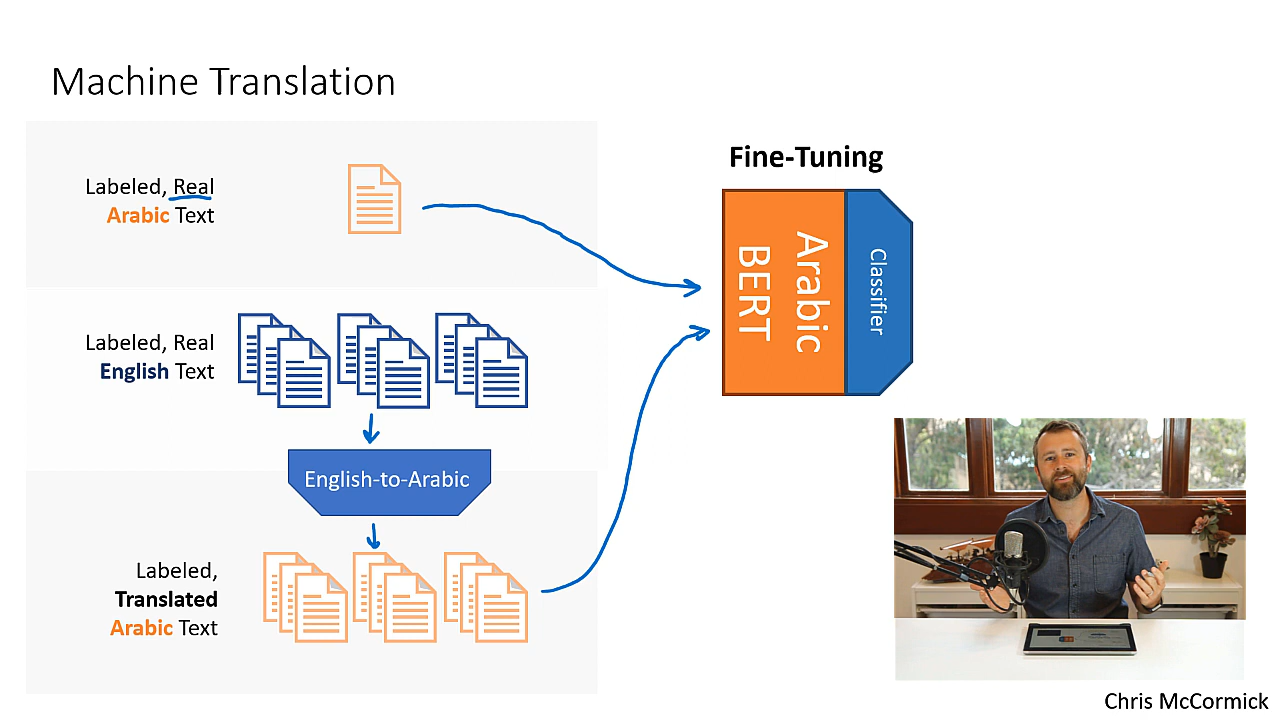 Machine Translation
Labeled, Real
Arabic Text
Labeled, Real
English Text
English-to-Arabic
Labeled,
Translated
Arabic Text
Fine-Tuning
Arabic
BERT
Classifier
Chris McCormick